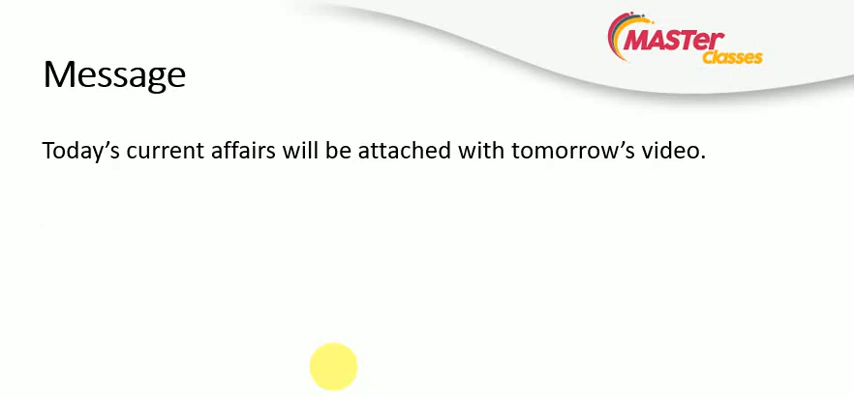 MASTer
Classes
Message
Today's current affairs will be attached with tomorrow's video.